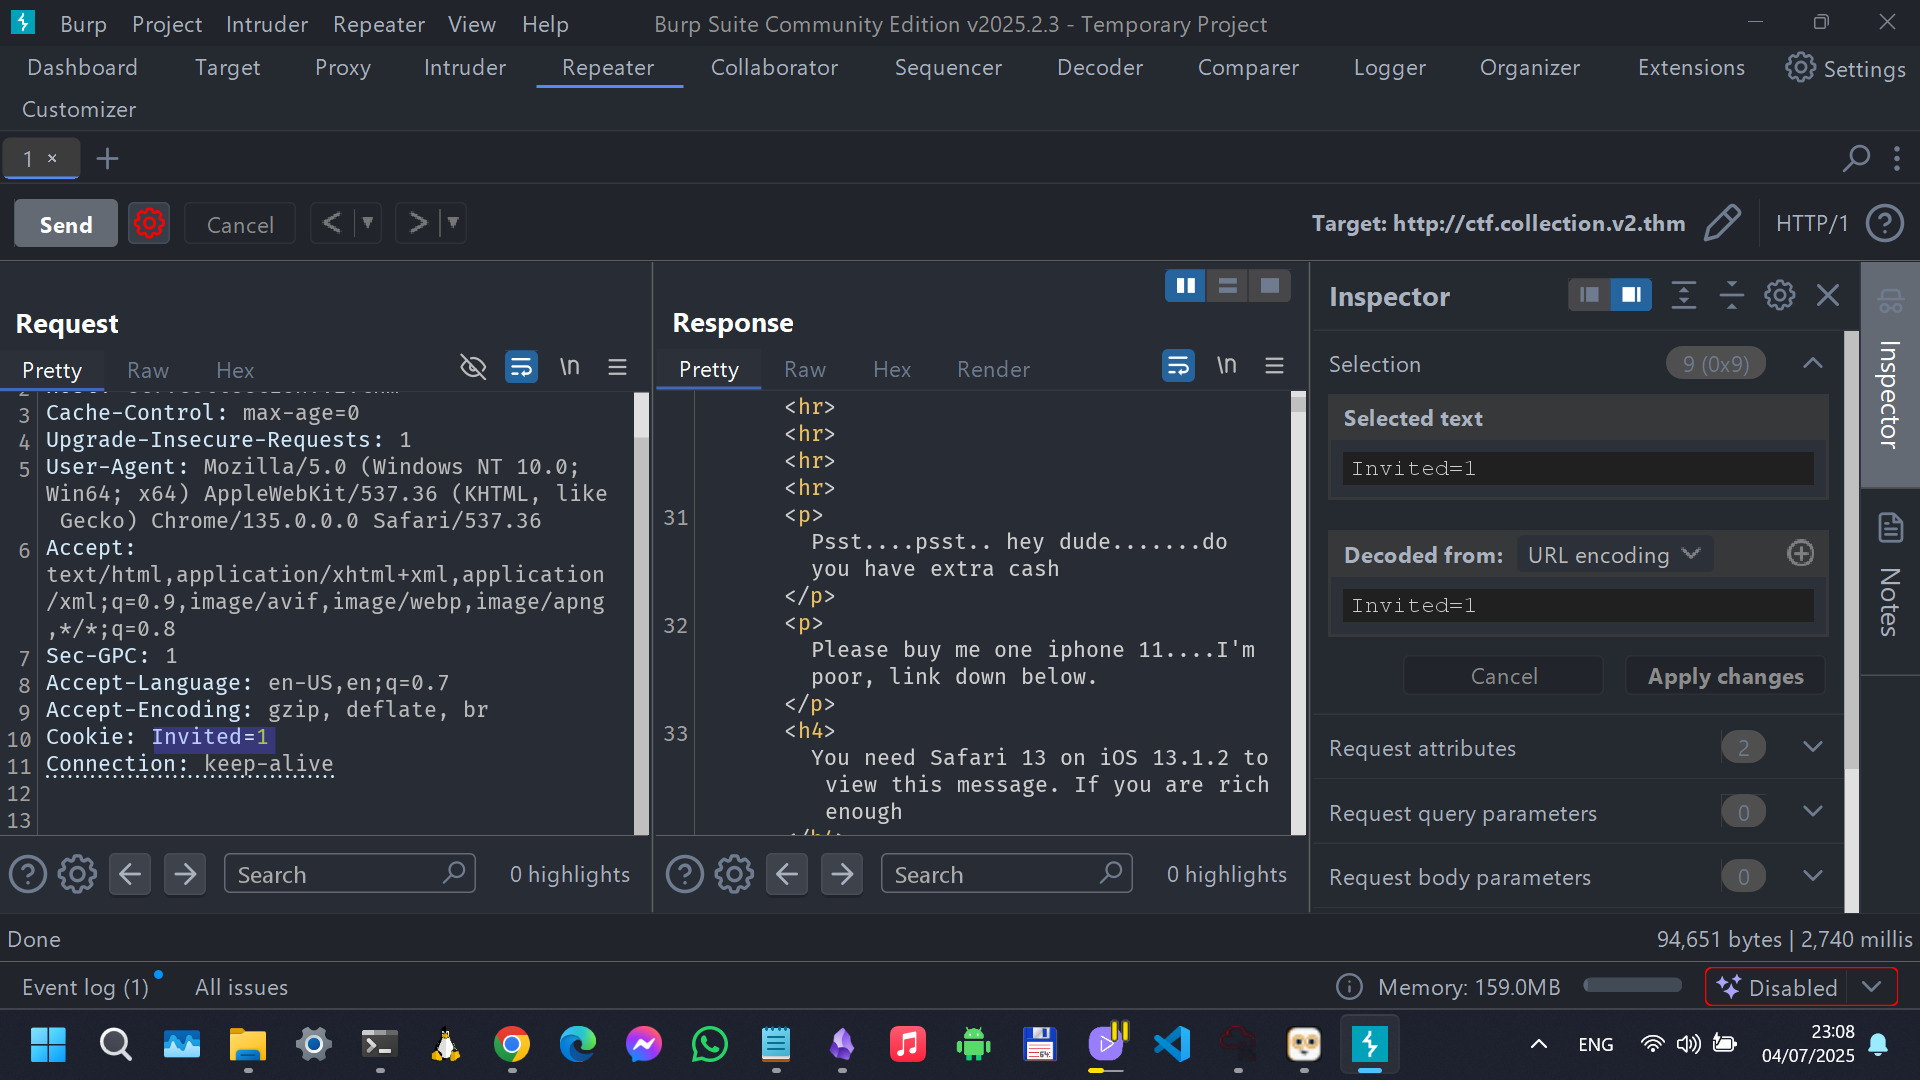 Burp Project Intruder Repeater View Help Burp Suite Community Edition v2025.2.3 - Temporary Project
Dashboard Target Proxy Intruder Repeater Collaborator Sequencer Decoder Comparer Logger Organizer Extensions Settings
Customizer
1 × +
Send Cancel < > Target: http://ctf.collection.v2.thm HTTP/1 ?
Request
Pretty Raw Hex \n
3 Cache-Control: max-age=0
4 Upgrade-Insecure-Requests: 1
5 User-Agent: Mozilla/5.0 (Windows NT 10.0;
Win64; x64) AppleWebKit/537.36 (KHTML, like
Gecko) Chrome/135.0.0.0 Safari/537.36
6 Accept:
text/html,application/xhtml+xml,application
/xml;q=0.9,image/avif,image/webp,image/apng
,*/*;q=0.8
7 Sec-GPC: 1
8 Accept-Language: en-US,en;q=0.7
9 Accept-Encoding: gzip, deflate, br
10 Cookie: Invited=1
11 Connection: keep-alive
12
13
Search 0 highlights
Response
Pretty Raw Hex Render \n
<hr>
<hr>
<hr>
<hr>
31 <p>
Psst....psst.. hey dude.......do
you have extra cash
</p>
32 <p>
Please buy me one iphone 11....I'm
poor, link down below.
</p>
33 <h4>
You need Safari 13 on iOS 13.1.2 to
view this message. If you are rich
enough
Search 0 highlights
Inspector
Selection 9 (0x9)
Selected text
Invited=1
Decoded from: URL encoding
Invited=1
Cancel Apply changes
Request attributes 2
Request query parameters 0
Request body parameters 0
Inspector
Notes
Done 94,651 bytes | 2,740 millis
Event log (1) All issues Memory: 159.0MB Disabled
64
ENG
23:08
04/07/2025